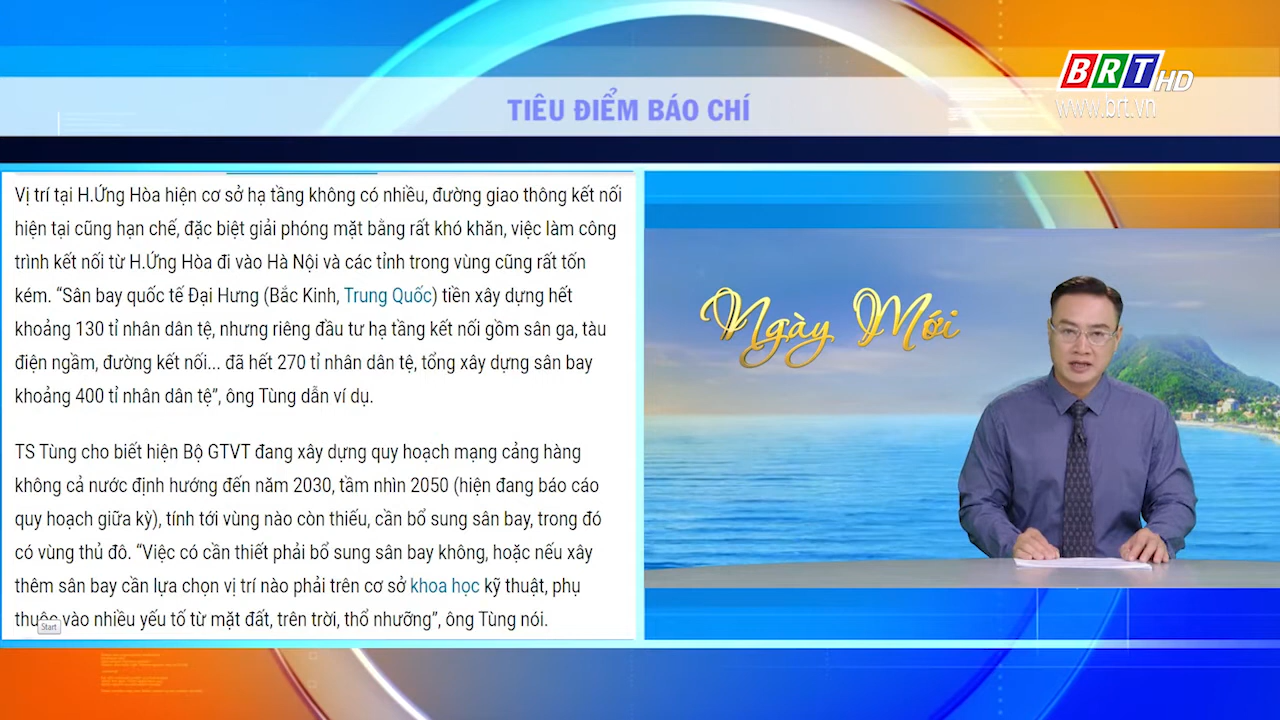 BRT HD
www.brt.vn
TIÊU ĐIỂM BÁO CHÍ
Vị trí tại H.Ứng Hòa hiện cơ sở hạ tầng không có nhiều, đường giao thông kết nối
hiện tại cũng hạn chế, đặc biệt giải phóng mặt bằng rất khó khăn, việc làm công
trình kết nối từ H.Ứng Hòa đi vào Hà Nội và các tỉnh trong vùng cũng rất tốn
kém. “Sân bay quốc tế Đại Hưng (Bắc Kinh, Trung Quốc) tiền xây dựng hết
khoảng 130 tỉ nhân dân tệ, nhưng riêng đầu tư hạ tầng kết nối gồm sân ga, tàu
điện ngầm, đường kết nối... đã hết 270 tỉ nhân dân tệ, tổng xây dựng sân bay
khoảng 400 tỉ nhân dân tệ”, ông Tùng dẫn ví dụ.
TS Tùng cho biết hiện Bộ GTVT đang xây dựng quy hoạch mạng cảng hàng
không cả nước định hướng đến năm 2030, tầm nhìn 2050 (hiện đang báo cáo
quy hoạch giữa kỳ), tính tới vùng nào còn thiếu, cần bổ sung sân bay, trong đó
có vùng thủ đô. “Việc có cần thiết phải bổ sung sân bay không, hoặc nếu xây
thêm sân bay cần lựa chọn vị trí nào phải trên cơ sở khoa học kỹ thuật, phụ
thuộc vào nhiều yếu tố từ mặt đất, trên trời, thổ nhưỡng”, ông Tùng nói.
Start
Ngày Mới